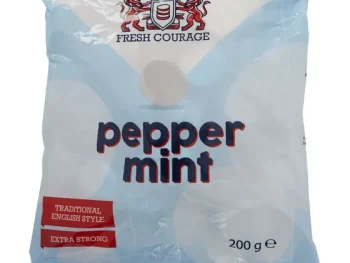 FRESH COURAGE
pepper
mint
TRADITIONAL
ENGLISH STYLE
EXTRA STRONG
200 g ℮